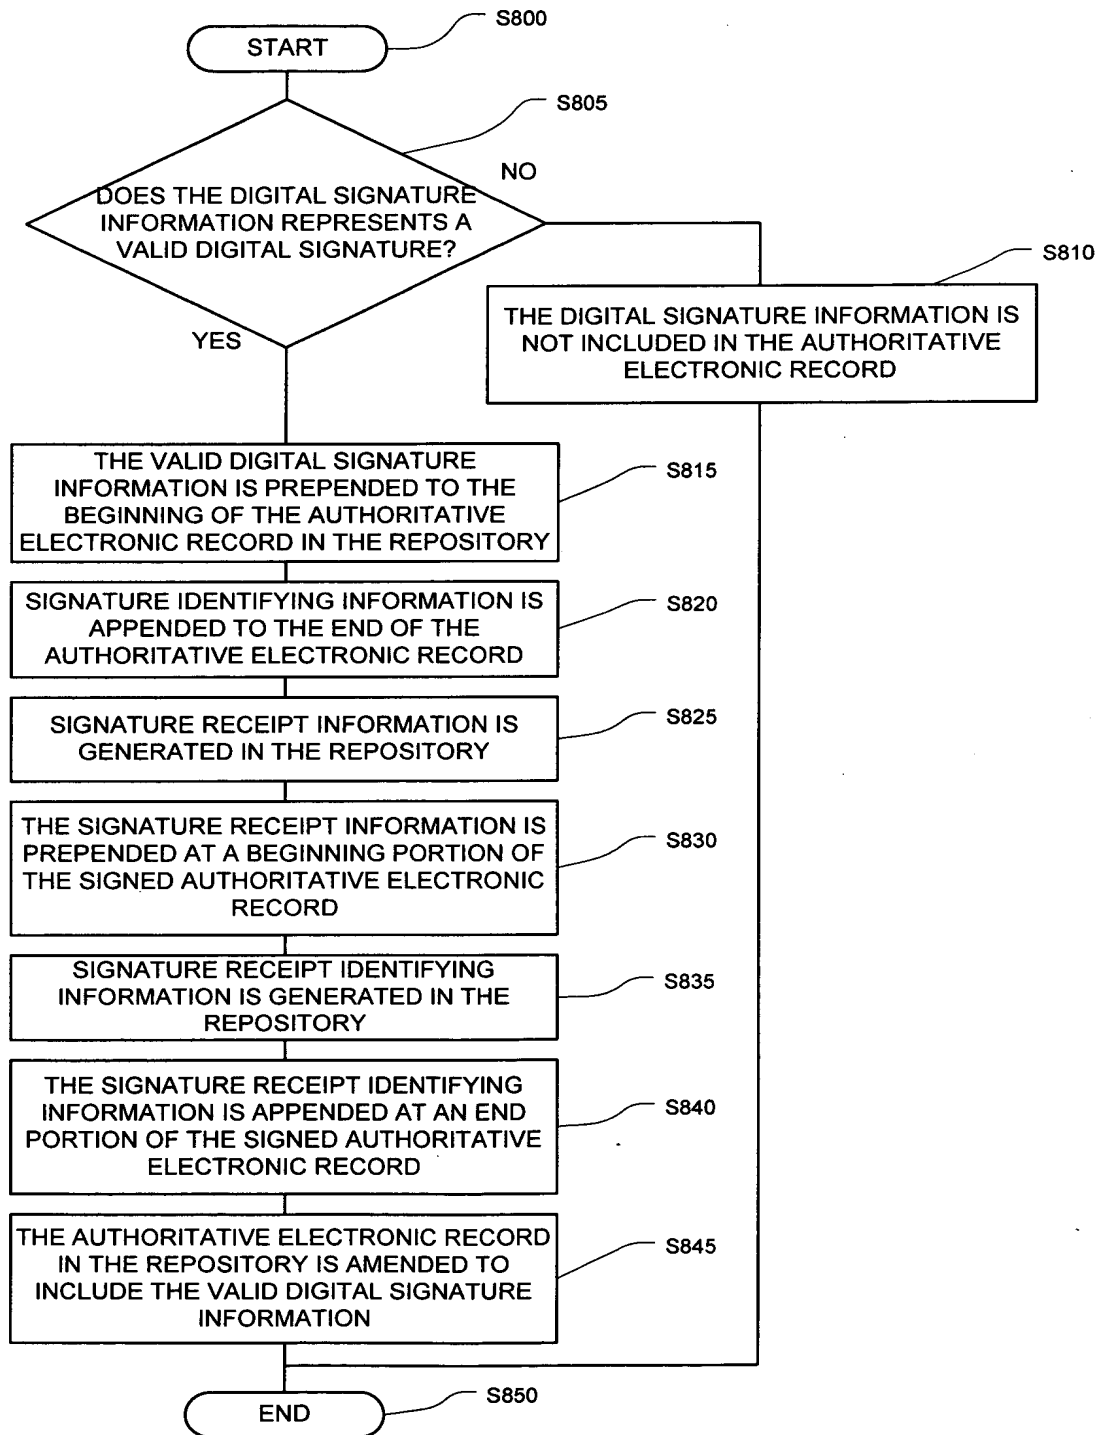 S800
START
S805
NO
DOES THE DIGITAL SIGNATURE
INFORMATION REPRESENTS A
VALID DIGITAL SIGNATURE?
S810
THE DIGITAL SIGNATURE INFORMATION IS
NOT INCLUDED IN THE AUTHORITATIVE
ELECTRONIC RECORD
YES
THE VALID DIGITAL SIGNATURE
INFORMATION IS PREPENDED TO THE
BEGINNING OF THE AUTHORITATIVE
ELECTRONIC RECORD IN THE REPOSITORY
S815
SIGNATURE IDENTIFYING INFORMATION IS
APPENDED TO THE END OF THE
AUTHORITATIVE ELECTRONIC RECORD
S820
SIGNATURE RECEIPT INFORMATION IS
GENERATED IN THE REPOSITORY
S825
THE SIGNATURE RECEIPT INFORMATION IS
PREPENDED AT A BEGINNING PORTION OF
THE SIGNED AUTHORITATIVE ELECTRONIC
RECORD
S830
SIGNATURE RECEIPT IDENTIFYING
INFORMATION IS GENERATED IN THE
REPOSITORY
S835
THE SIGNATURE RECEIPT IDENTIFYING
INFORMATION IS APPENDED AT AN END
PORTION OF THE SIGNED AUTHORITATIVE
ELECTRONIC RECORD
S840
THE AUTHORITATIVE ELECTRONIC RECORD
IN THE REPOSITORY IS AMENDED TO
INCLUDE THE VALID DIGITAL SIGNATURE
INFORMATION
S845
S850
END